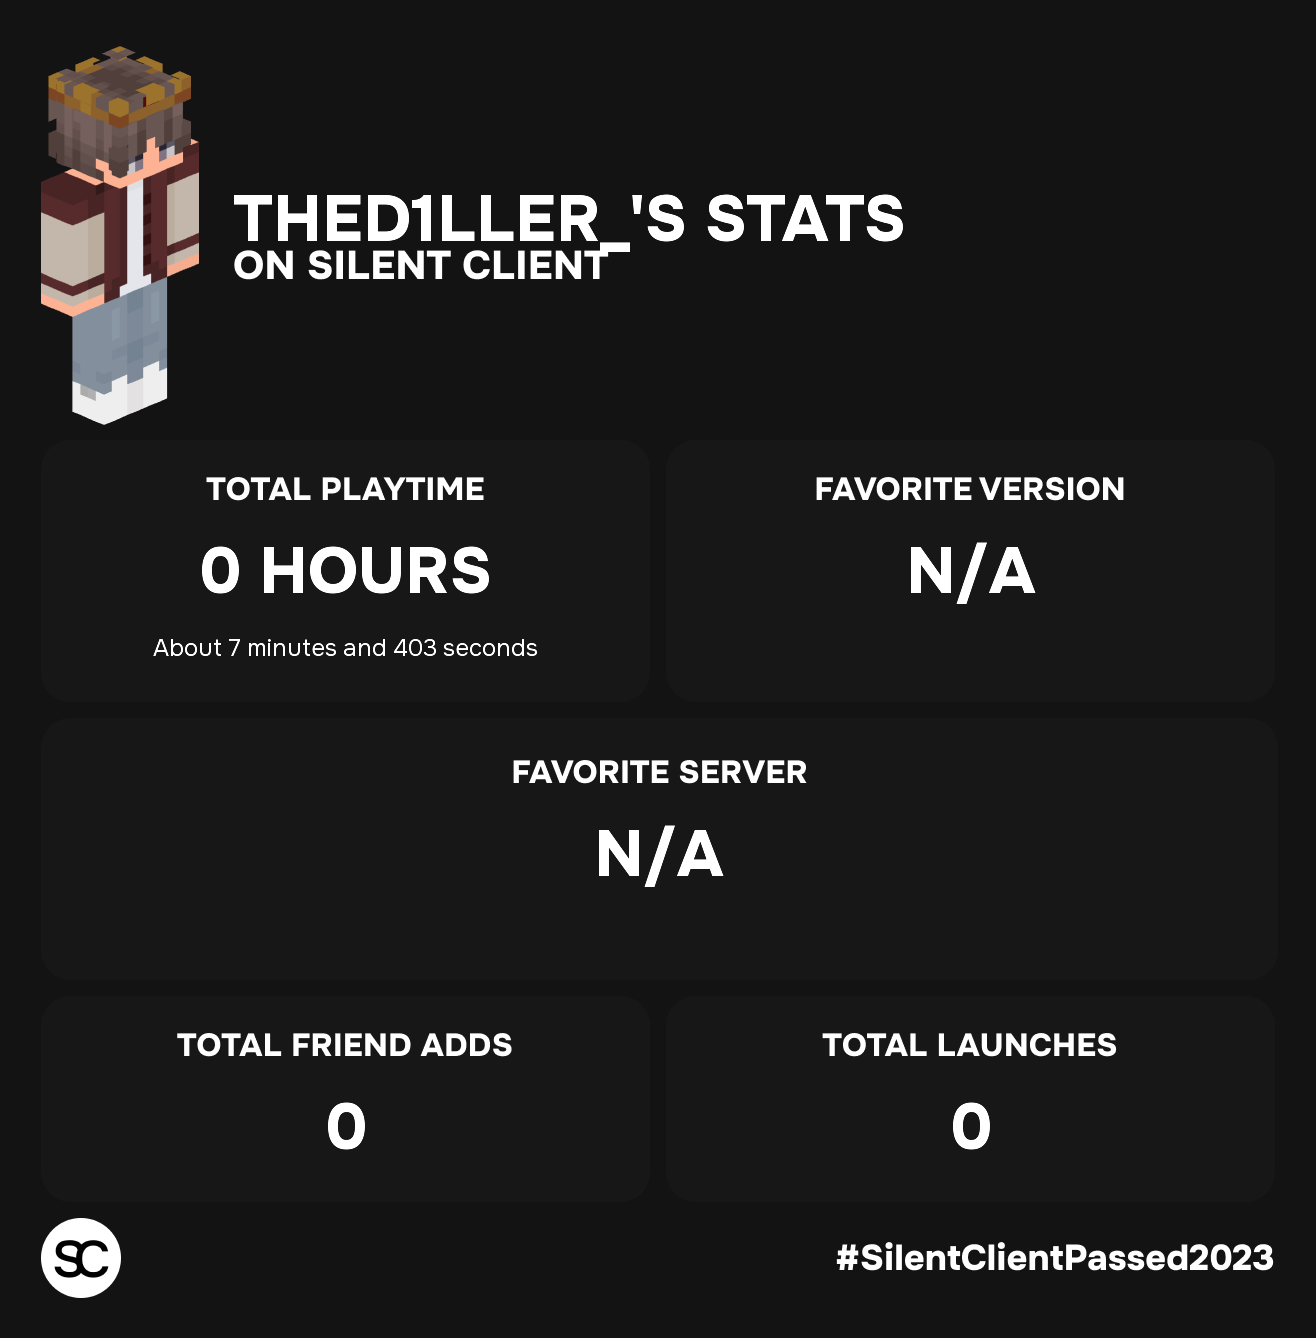 THED1LLER_'S STATS
ON SILENT CLIENT
TOTAL PLAYTIME
0 HOURS
About 7 minutes and 403 seconds
FAVORITE VERSION
N/A
FAVORITE SERVER
N/A
TOTAL FRIEND ADDS
0
TOTAL LAUNCHES
0
SC
#SilentClientPassed2023